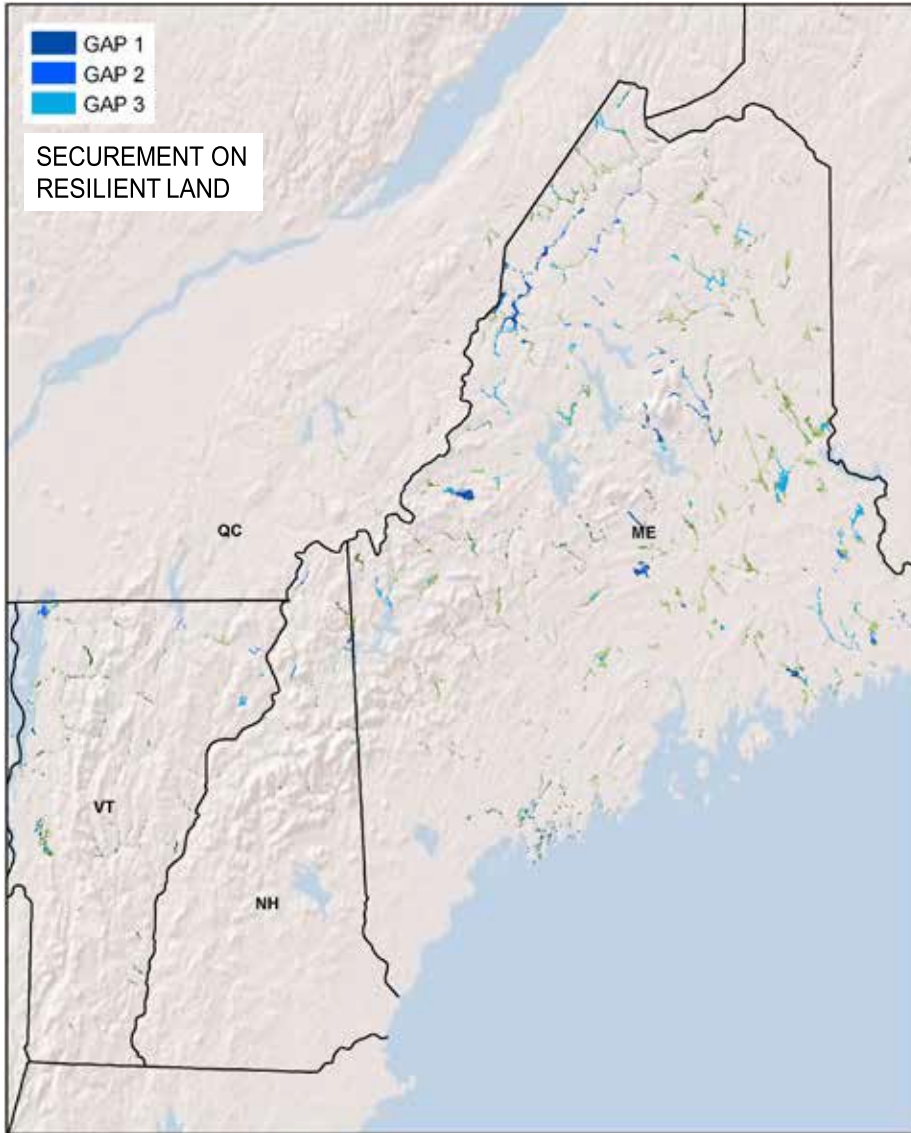 GAP 1
GAP 2
GAP 3
SECUREMENT ON
RESILIENT LAND
QC
ME
VT
NH